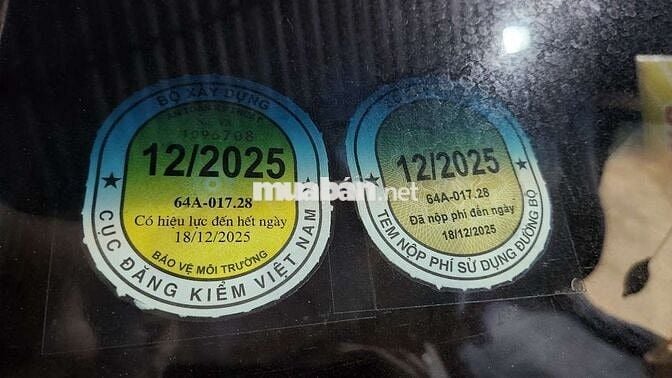 BỘ XÂY DỰNG
1096708
12/2025
64A-017.28
Có hiệu lực đến hết ngày
18/12/2025
BẢO VỆ MÔI TRƯỜNG
CỤC ĐĂNG KIỂM VIỆT NAM
12/2025
64A-017.28
Đã nộp phí đến ngày
18/12/2025
TEM NỘP PHÍ SỬ DỤNG ĐƯỜNG BỘ
muaban.net